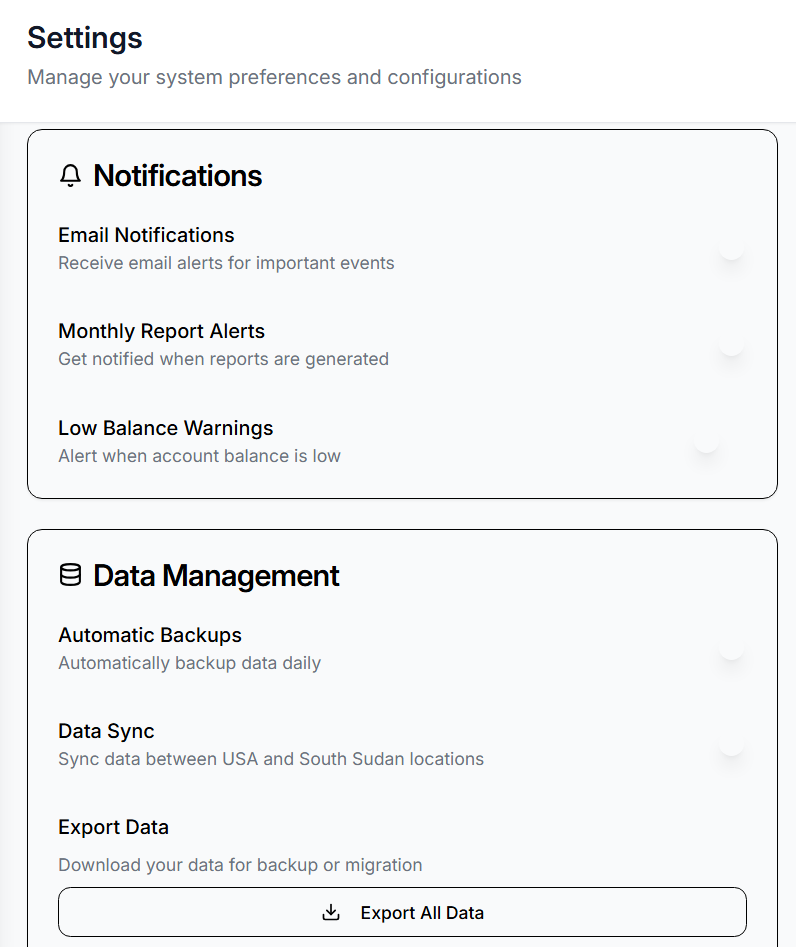 Settings
Manage your system preferences and configurations
Notifications
Email Notifications
Receive email alerts for important events
Monthly Report Alerts
Get notified when reports are generated
Low Balance Warnings
Alert when account balance is low
Data Management
Automatic Backups
Automatically backup data daily
Data Sync
Sync data between USA and South Sudan locations
Export Data
Download your data for backup or migration
Export All Data